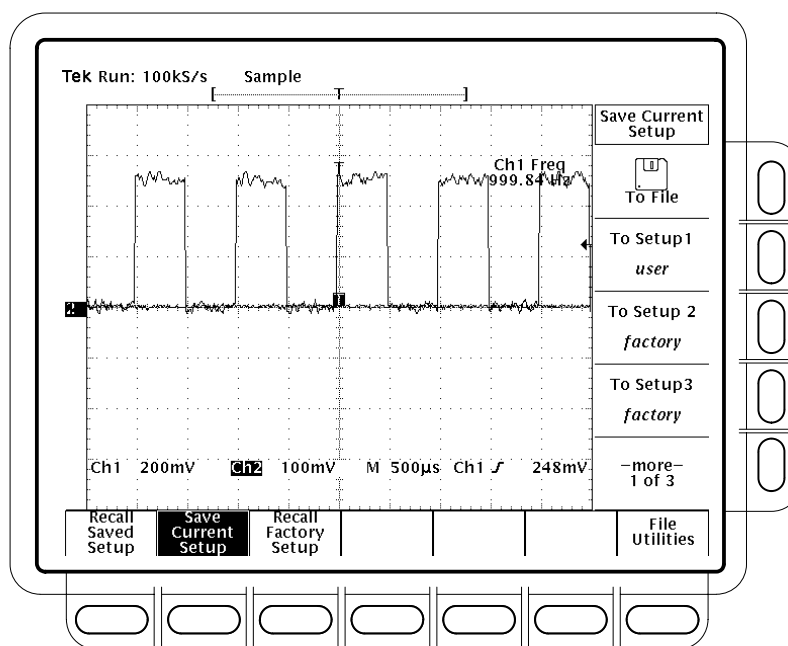 Tek Run: 100kS/s Sample
[ T ]
Save Current
Setup
To File
To Setup1
user
To Setup 2
factory
To Setup3
factory
–more–
1 of 3
T
Ch1 Freq
999.84 Hz
T
Ch1 200mV Ch2 100mV M 500µs Ch1 248mV
Recall
Saved
Setup
Save
Current
Setup
Recall
Factory
Setup
File
Utilities